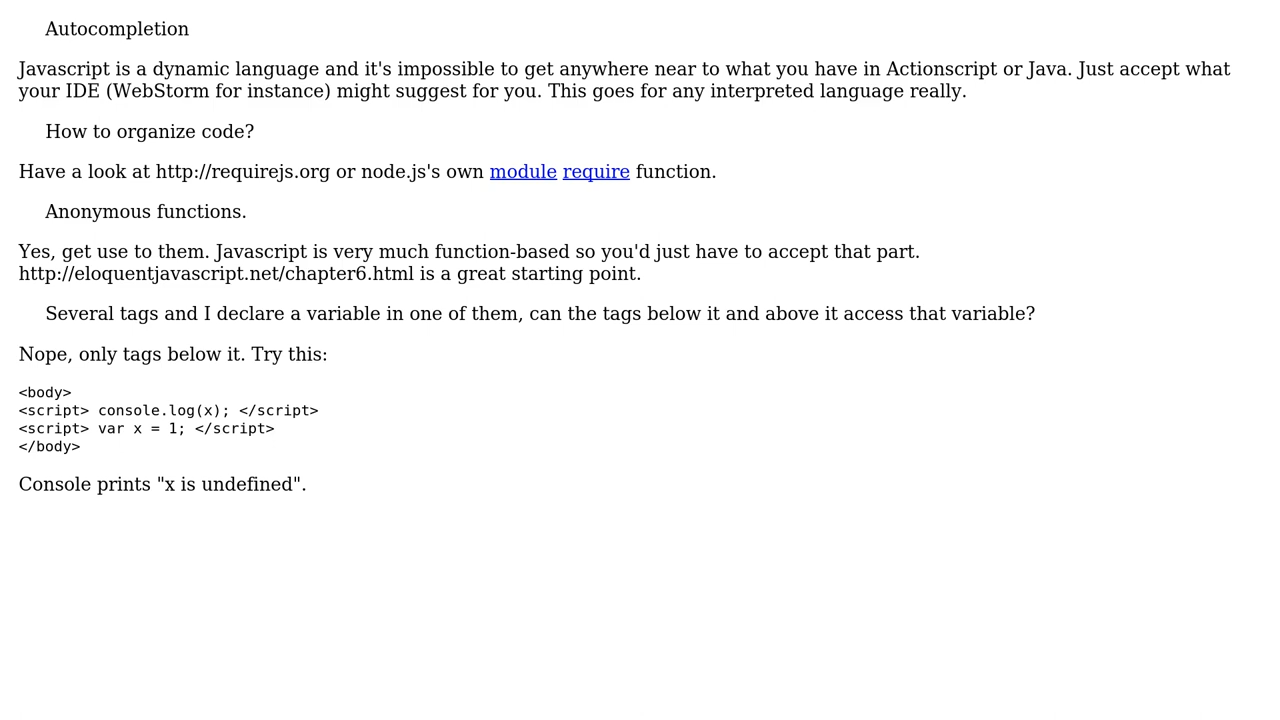 Autocompletion
Javascript is a dynamic language and it's impossible to get anywhere near to what you have in Actionscript or Java. Just accept what
your IDE (WebStorm for instance) might suggest for you. This goes for any interpreted language really.
How to organize code?
Have a look at http://requirejs.org or node.js's own module require function.
Anonymous functions.
Yes, get use to them. Javascript is very much function-based so you'd just have to accept that part.
http://eloquentjavascript.net/chapter6.html is a great starting point.
Several tags and I declare a variable in one of them, can the tags below it and above it access that variable?
Nope, only tags below it. Try this:
<body>
<script> console.log(x); </script>
<script> var x = 1; </script>
</body>
Console prints "x is undefined".